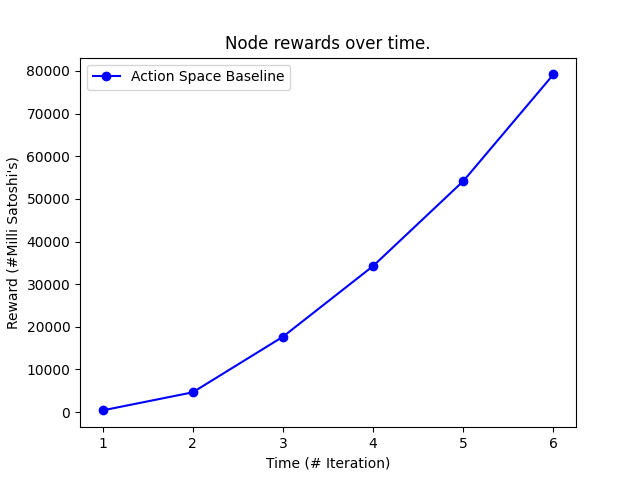 Node rewards over time.
Action Space Baseline
80000
70000
60000
50000
40000
30000
20000
10000
0
Reward (#Milli Satoshi's)
1 2 3 4 5 6
Time (# Iteration)